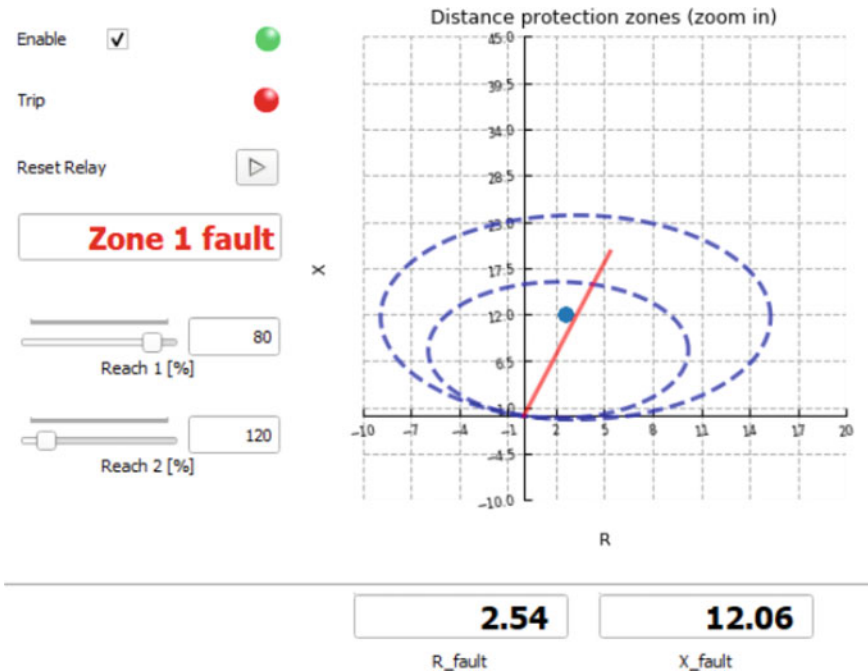 Distance protection zones (zoom in)
Enable
Trip
Reset Relay
Zone 1 fault
80
Reach 1 [%]
120
Reach 2 [%]
45.0
39.5
34.0
28.5
23.0
17.5
12.0
6.5
1.0
-4.5
-10.0
X
-10 -7 -4 -1 2 5 8 11 14 17 20
R
2.54 12.06
R_fault X_fault